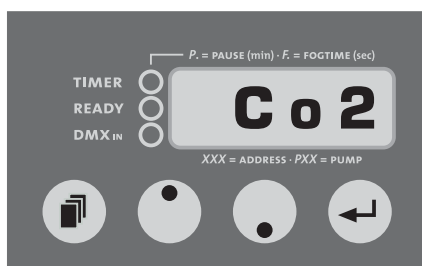 P. = PAUSE (min) · F. = FOGTIME (sec)
TIMER
READY
DMX IN
Co2
XXX = ADDRESS · PXX = PUMP